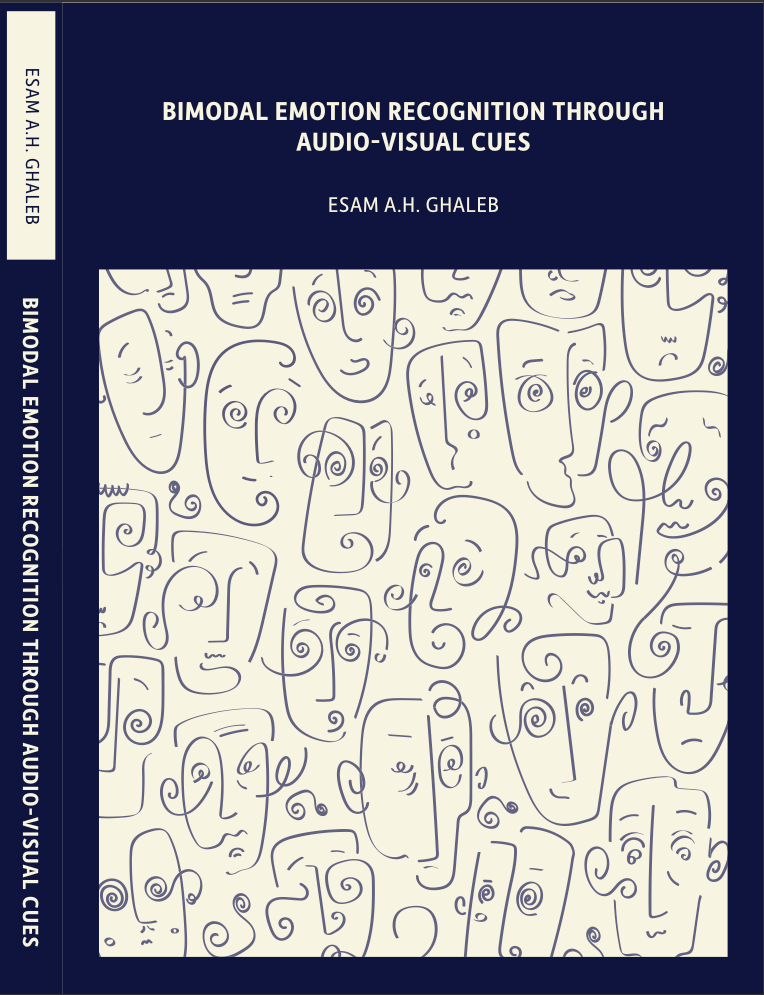 ESAM A.H. GHALEB
BIMODAL EMOTION RECOGNITION THROUGH AUDIO-VISUAL CUES
BIMODAL EMOTION RECOGNITION THROUGH
AUDIO-VISUAL CUES
ESAM A.H. GHALEB